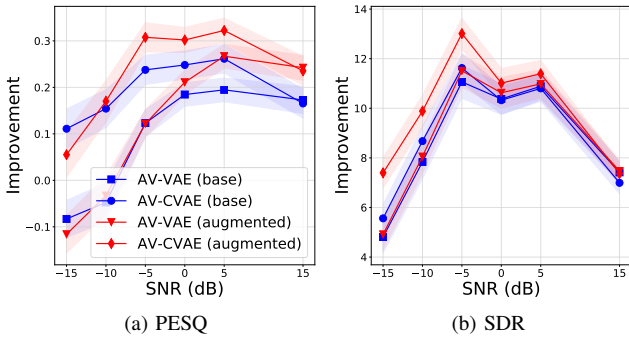 Improvement
0.3
0.2
0.1
0.0
−0.1
AV-VAE (base)
AV-CVAE (base)
AV-VAE (augmented)
AV-CVAE (augmented)
−15 −10 −5 0 5 15
SNR (dB)
(a) PESQ
Improvement
14
12
10
8
6
4
−15 −10 −5 0 5 15
SNR (dB)
(b) SDR